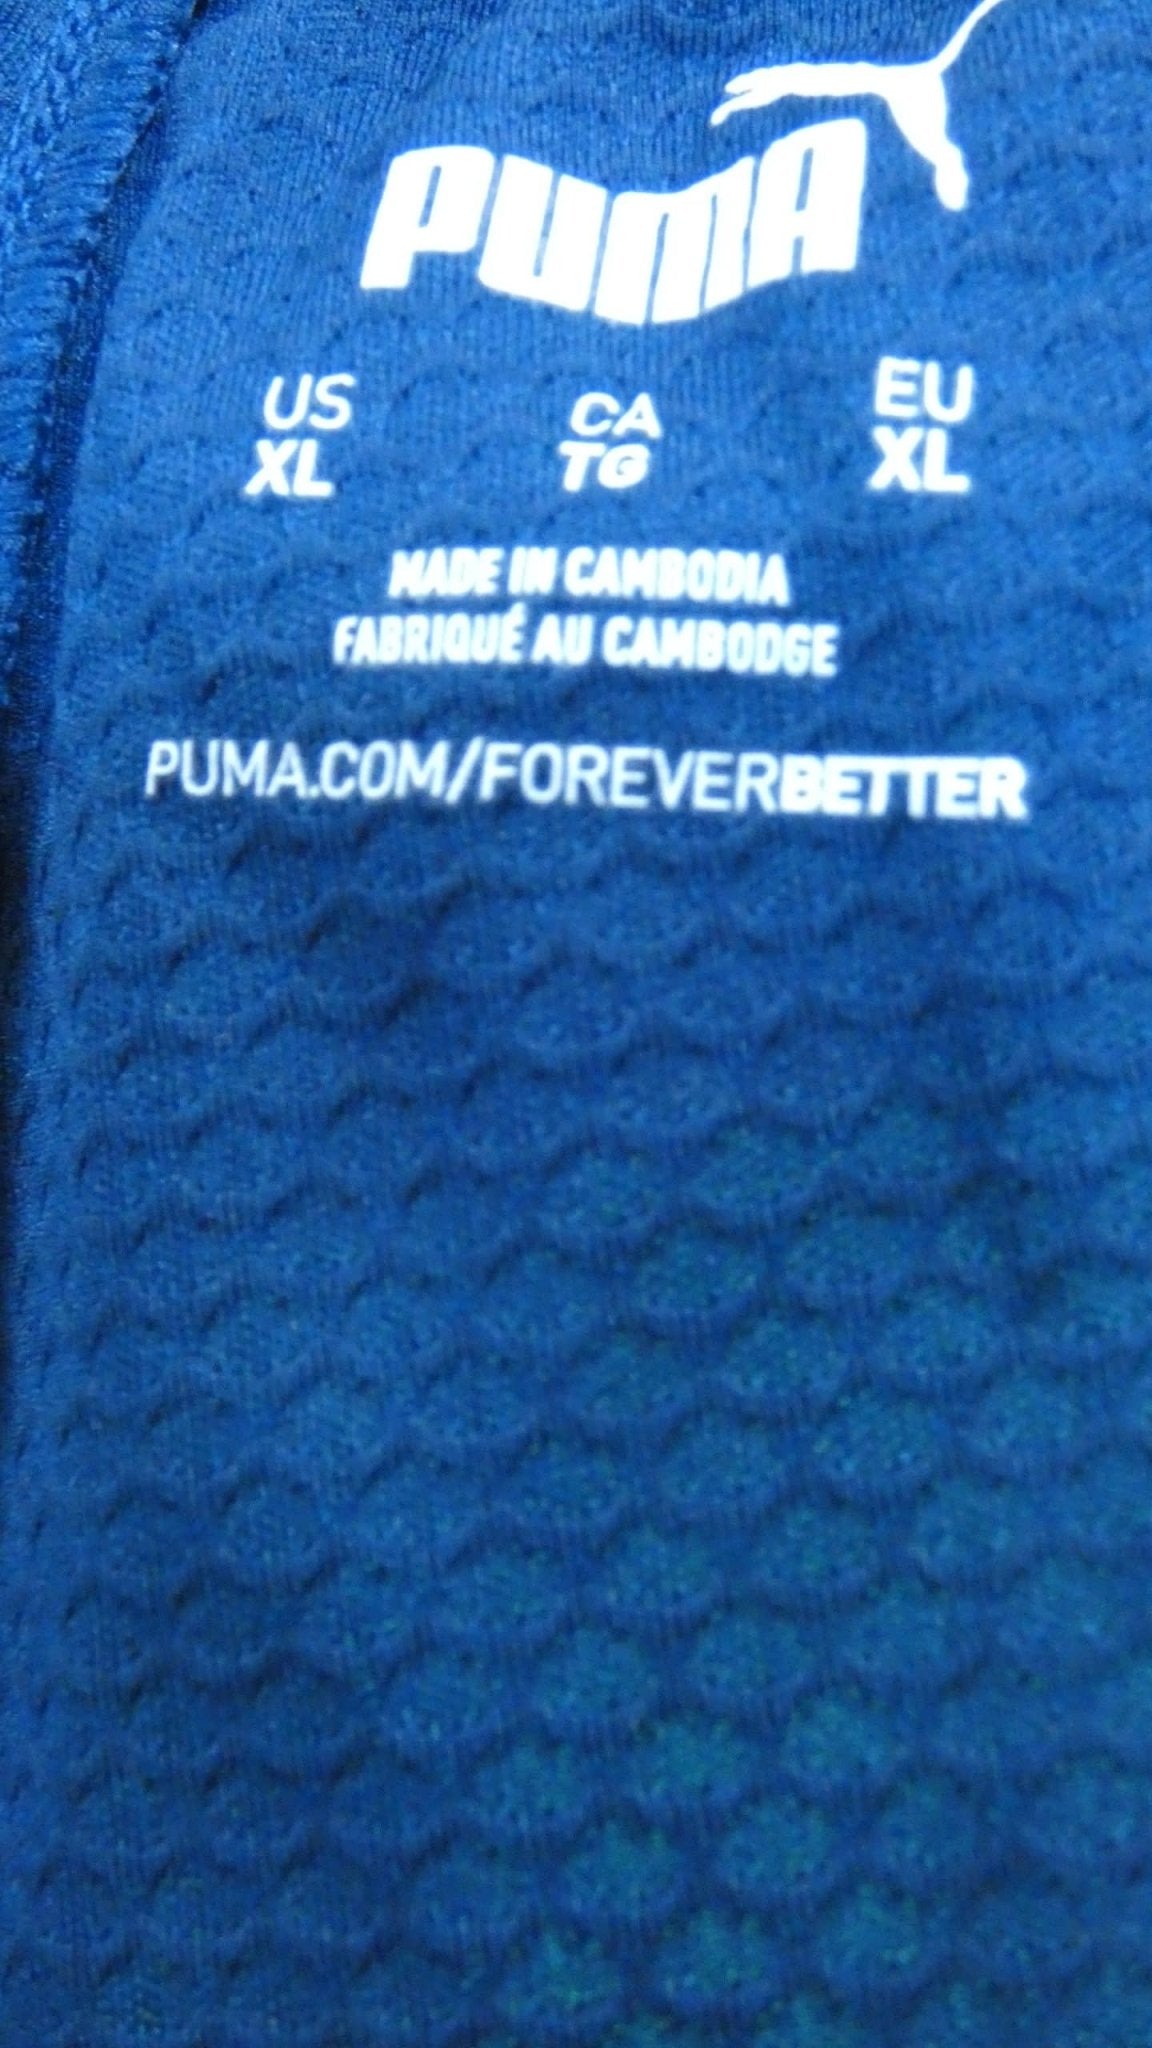 PUMA
US CA EU
XL TG XL
MADE IN CAMBODIA
FABRIQUÉ AU CAMBODGE
PUMA.COM/FOREVERBETTER